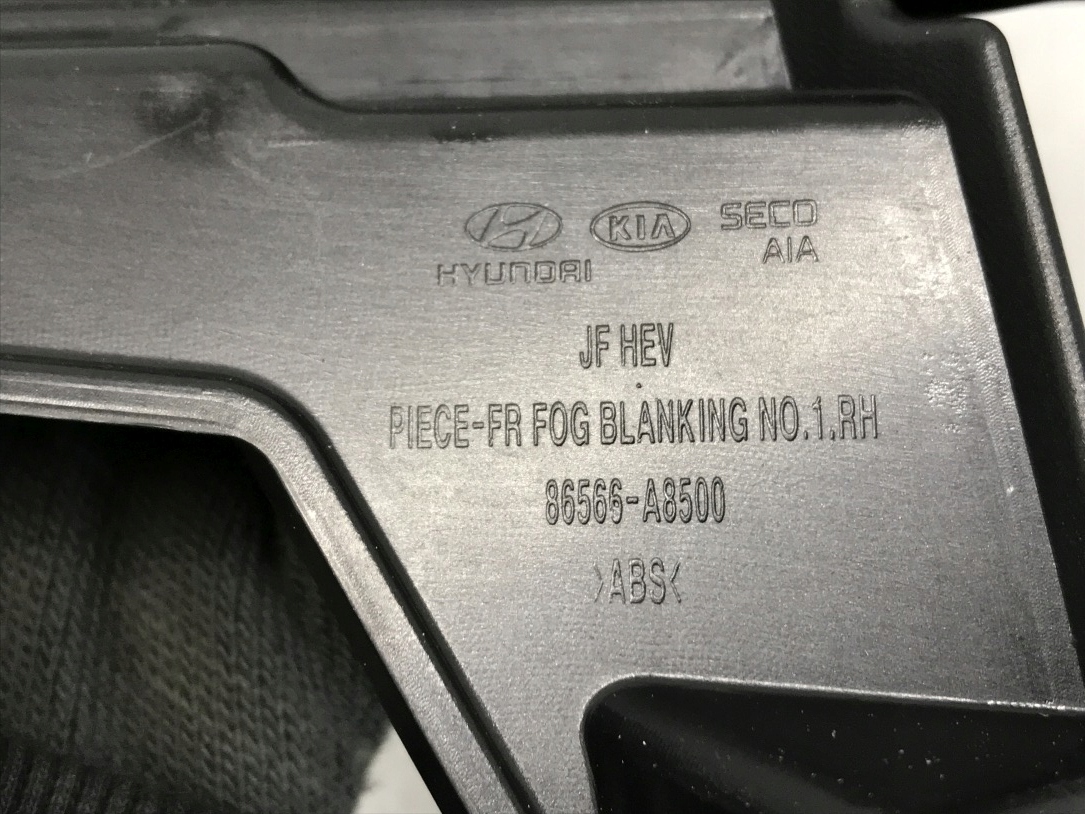 HYUNDAI
KIA
SECO
AIA
JF HEV
PIECE-FR FOG BLANKING NO.1,RH
86566-A8500
>ABS<